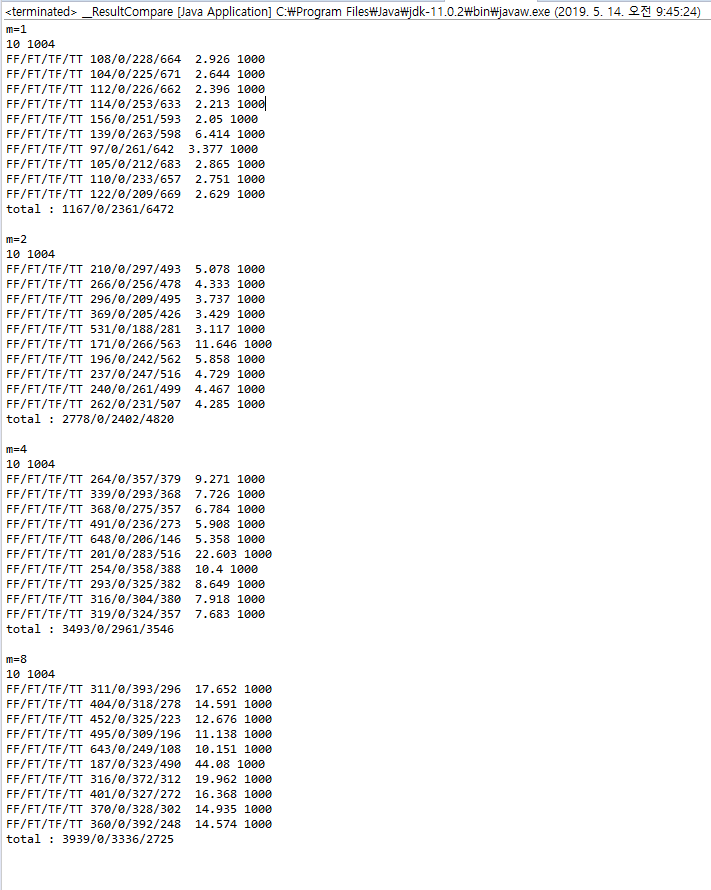 <terminated> __ResultCompare [Java Application] C:₩Program Files₩Java₩jdk-11.0.2₩bin₩javaw.exe (2019. 5. 14. 오전 9:45:24)
m=1
10 1004
FF/FT/TF/TT 108/0/228/664  2.926 1000
FF/FT/TF/TT 104/0/225/671  2.644 1000
FF/FT/TF/TT 112/0/226/662  2.396 1000
FF/FT/TF/TT 114/0/253/633  2.213 1000
FF/FT/TF/TT 156/0/251/593  2.05 1000
FF/FT/TF/TT 139/0/263/598  6.414 1000
FF/FT/TF/TT 97/0/261/642  3.377 1000
FF/FT/TF/TT 105/0/212/683  2.865 1000
FF/FT/TF/TT 110/0/233/657  2.751 1000
FF/FT/TF/TT 122/0/209/669  2.629 1000
total : 1167/0/2361/6472

m=2
10 1004
FF/FT/TF/TT 210/0/297/493  5.078 1000
FF/FT/TF/TT 266/0/256/478  4.333 1000
FF/FT/TF/TT 296/0/209/495  3.737 1000
FF/FT/TF/TT 369/0/205/426  3.429 1000
FF/FT/TF/TT 531/0/188/281  3.117 1000
FF/FT/TF/TT 171/0/266/563  11.646 1000
FF/FT/TF/TT 196/0/242/562  5.858 1000
FF/FT/TF/TT 237/0/247/516  4.729 1000
FF/FT/TF/TT 240/0/261/499  4.467 1000
FF/FT/TF/TT 262/0/231/507  4.285 1000
total : 2778/0/2402/4820

m=4
10 1004
FF/FT/TF/TT 264/0/357/379  9.271 1000
FF/FT/TF/TT 339/0/293/368  7.726 1000
FF/FT/TF/TT 368/0/275/357  6.784 1000
FF/FT/TF/TT 491/0/236/273  5.908 1000
FF/FT/TF/TT 648/0/206/146  5.358 1000
FF/FT/TF/TT 201/0/283/516  22.603 1000
FF/FT/TF/TT 254/0/358/388  10.4 1000
FF/FT/TF/TT 293/0/325/382  8.649 1000
FF/FT/TF/TT 316/0/304/380  7.918 1000
FF/FT/TF/TT 319/0/324/357  7.683 1000
total : 3493/0/2961/3546

m=8
10 1004
FF/FT/TF/TT 311/0/393/296  17.652 1000
FF/FT/TF/TT 404/0/318/278  14.591 1000
FF/FT/TF/TT 452/0/325/223  12.676 1000
FF/FT/TF/TT 495/0/309/196  11.138 1000
FF/FT/TF/TT 643/0/249/108  10.151 1000
FF/FT/TF/TT 187/0/323/490  44.08 1000
FF/FT/TF/TT 316/0/372/312  19.962 1000
FF/FT/TF/TT 401/0/327/272  16.368 1000
FF/FT/TF/TT 370/0/328/302  14.935 1000
FF/FT/TF/TT 360/0/392/248  14.574 1000
total : 3939/0/3336/2725